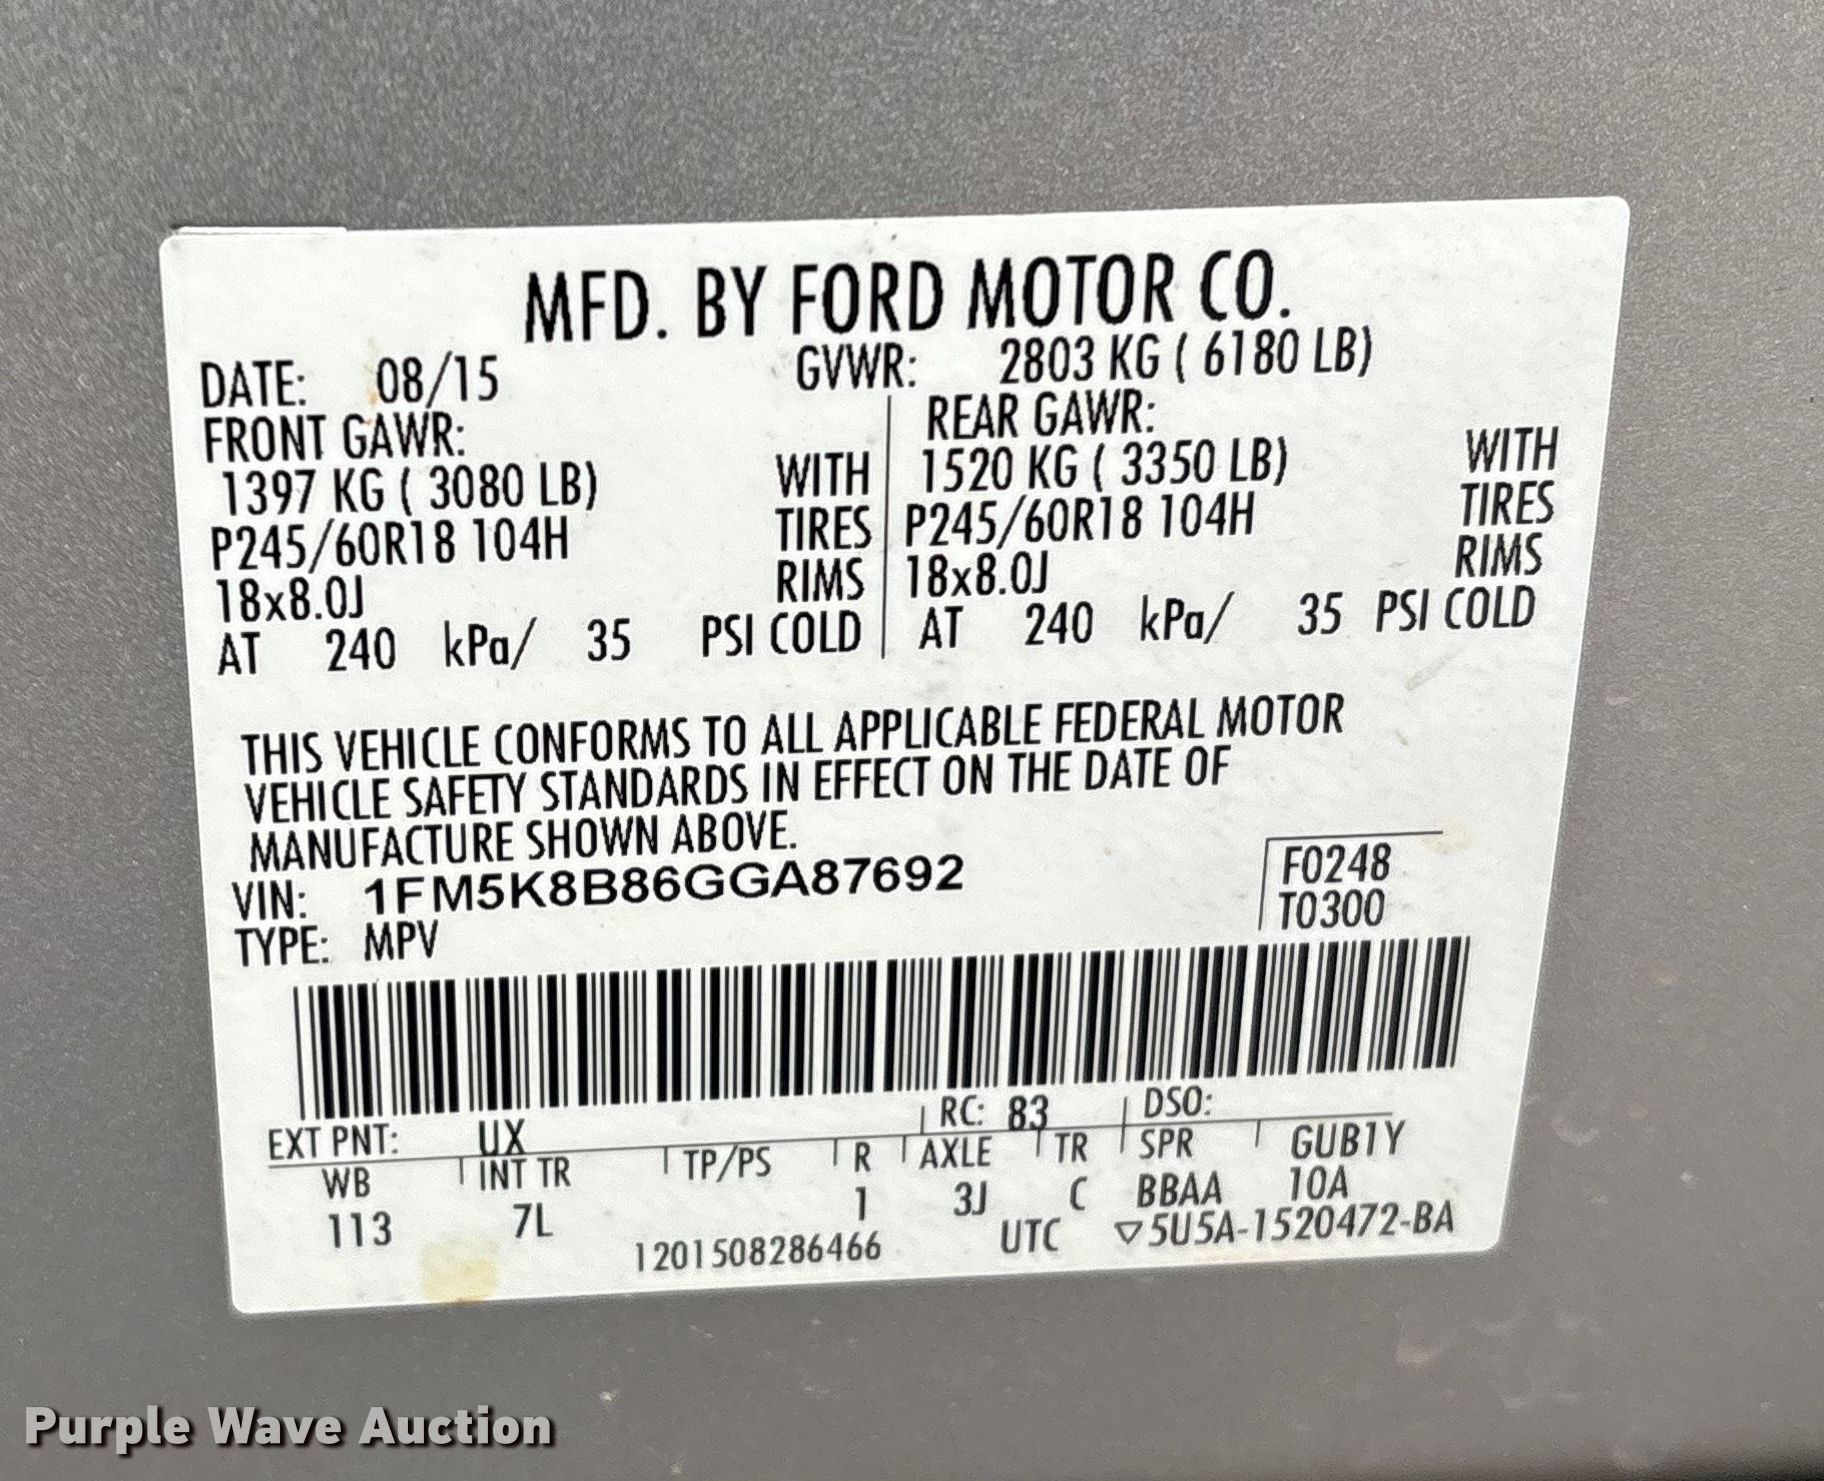 MFD. BY FORD MOTOR CO.
DATE: 08/15 GVWR: 2803 KG ( 6180 LB)
FRONT GAWR: REAR GAWR:
1397 KG ( 3080 LB) WITH 1520 KG ( 3350 LB) WITH
P245/60R18 104H TIRES P245/60R18 104H TIRES
18x8.0J RIMS 18x8.0J RIMS
AT 240 kPa/ 35 PSI COLD AT 240 kPa/ 35 PSI COLD
THIS VEHICLE CONFORMS TO ALL APPLICABLE FEDERAL MOTOR
VEHICLE SAFETY STANDARDS IN EFFECT ON THE DATE OF
MANUFACTURE SHOWN ABOVE.
VIN: 1FM5K8B86GGA87692 F0248
TYPE: MPV T0300
EXT PNT: UX RC: 83 DSO:
WB INT TR TP/PS R AXLE TR SPR GUB1Y
113 7L 1 3J C BBAA 10A
1201508286466 UTC ▽5U5A-1520472-BA
Purple Wave Auction